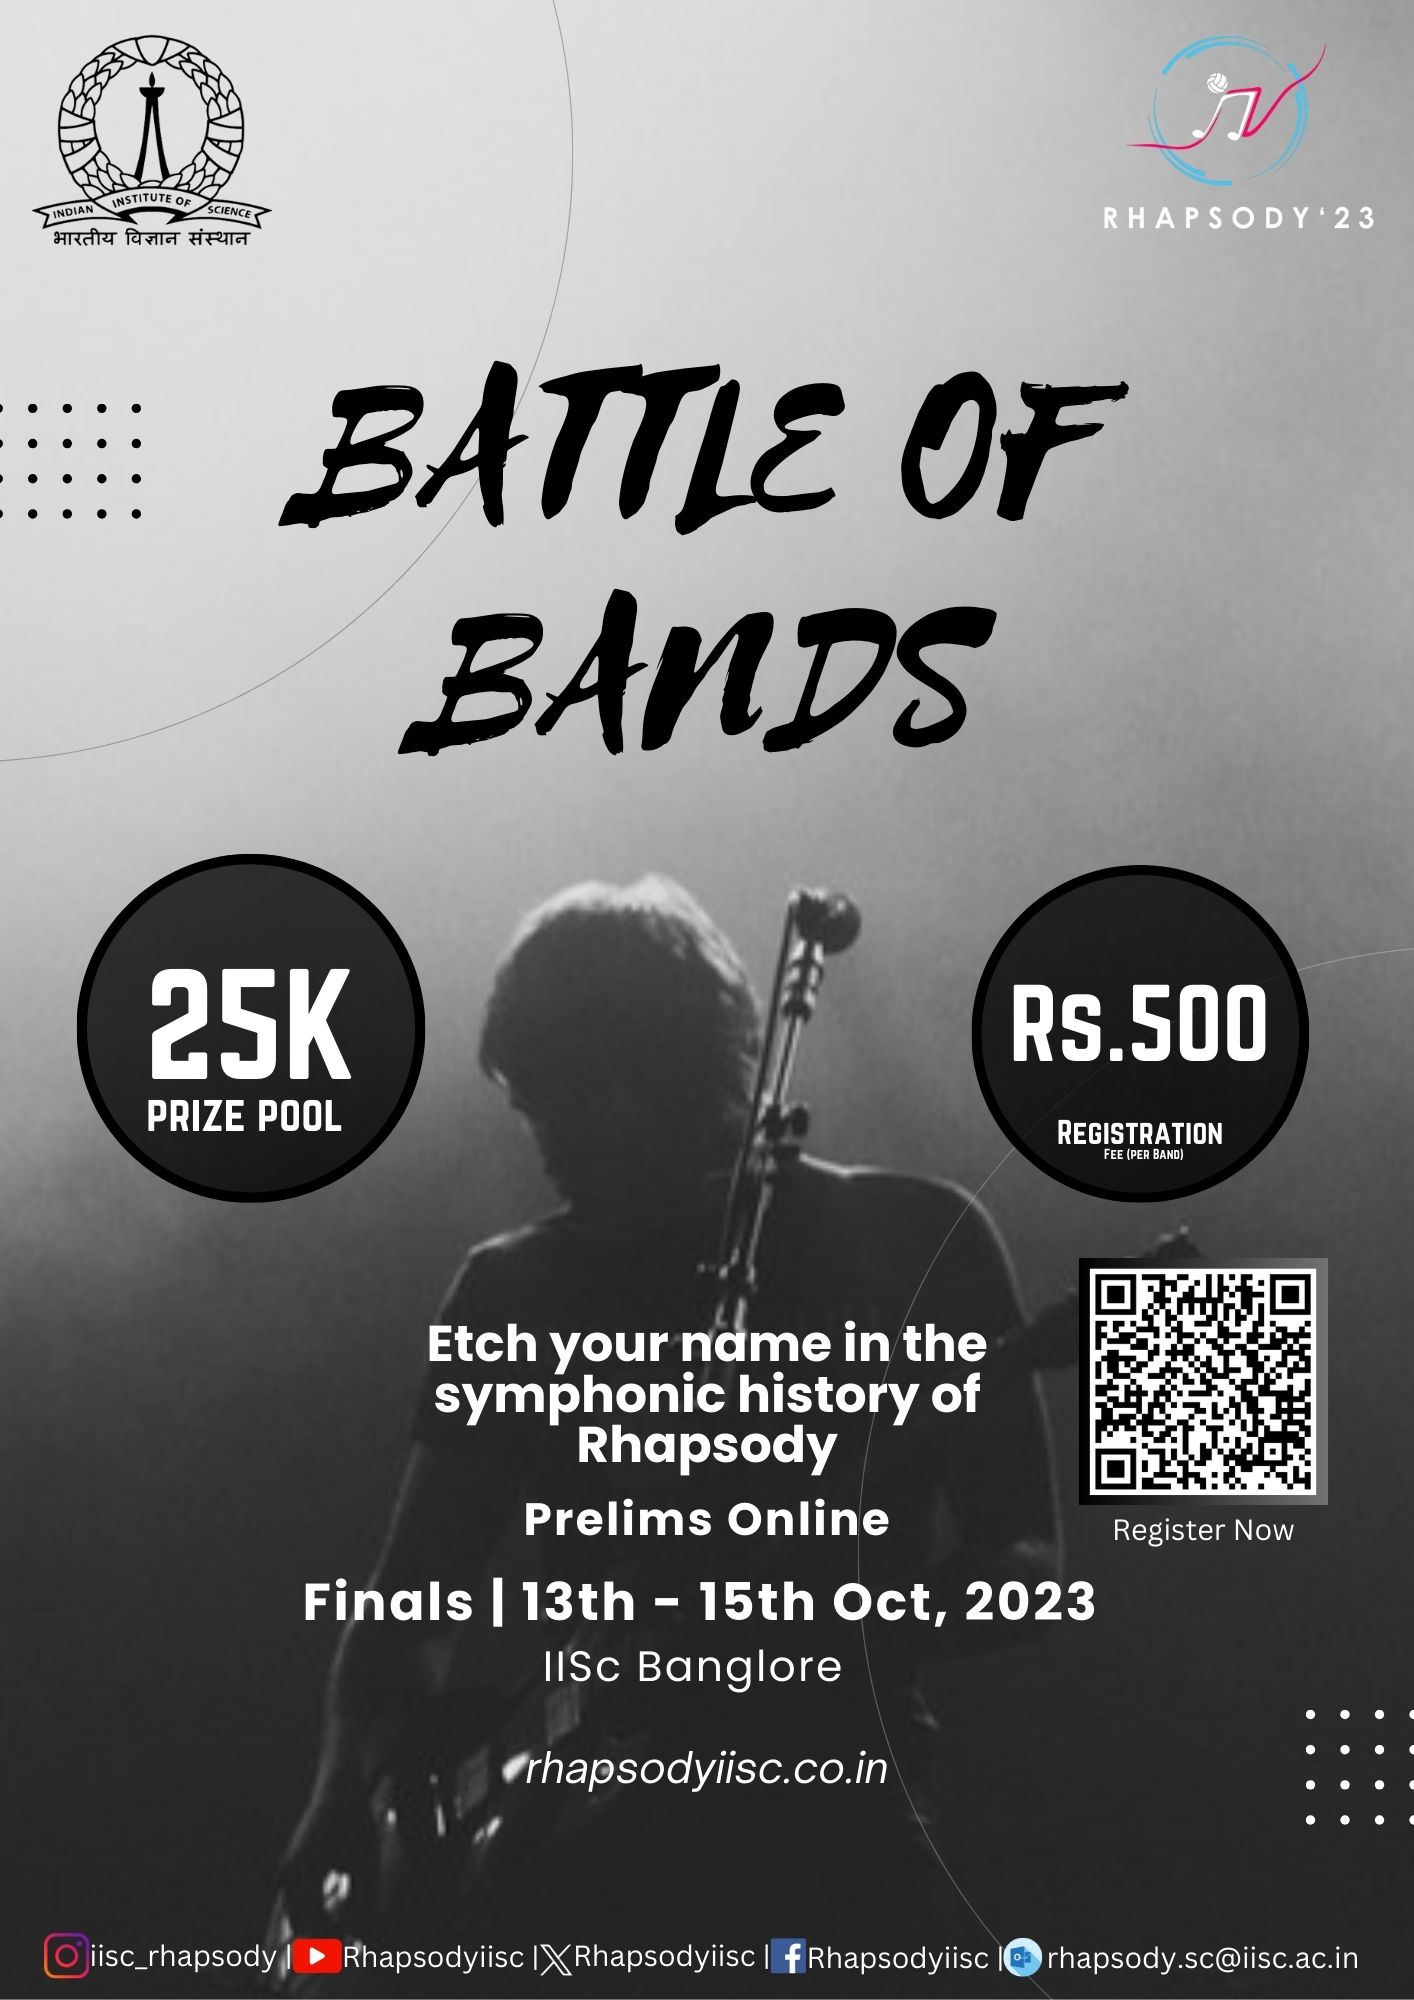 INDIAN INSTITUTE OF SCIENCE
भारतीय विज्ञान संस्थान
RHAPSODY‘23
BATTLE OF
BANDS
25K
PRIZE POOL
Rs.500
REGISTRATION
FEE (PER BAND)
Etch your name in the
symphonic history of
Rhapsody
Prelims Online
Register Now
Finals | 13th - 15th Oct, 2023
IISc Banglore
rhapsodyiisc.co.in
iisc_rhapsody | Rhapsodyiisc | Rhapsodyiisc | Rhapsodyiisc | rhapsody.sc@iisc.ac.in